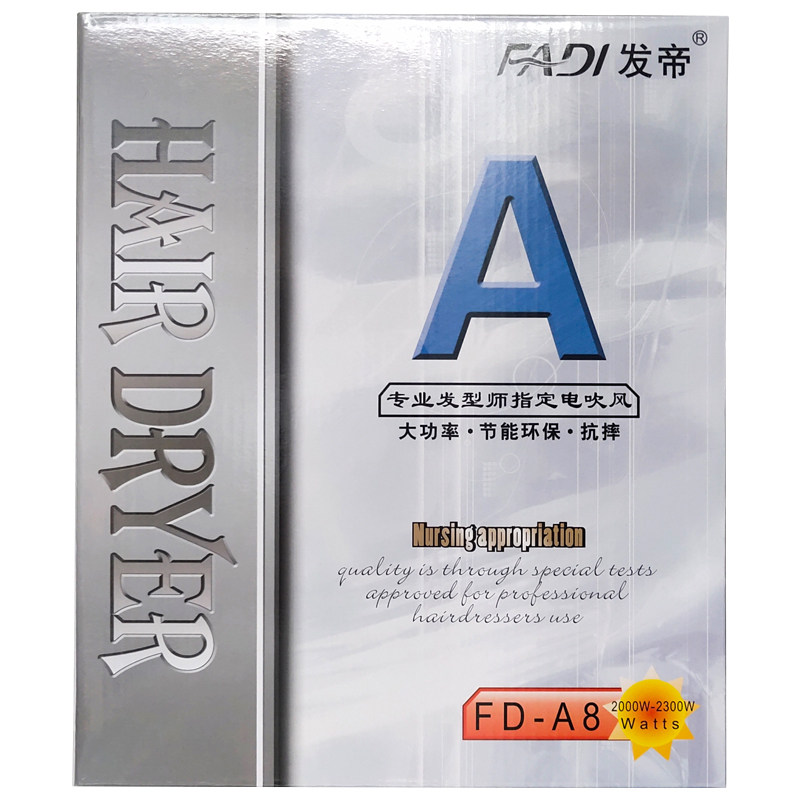 FADI 发帝®
HAIR DRYER
A
专业发型师指定电吹风
大功率·节能环保·抗摔
Nursing appropriation
quality is through special tests
approved for professional
hairdressers use
FD-A8
2000W-2300W
Watts